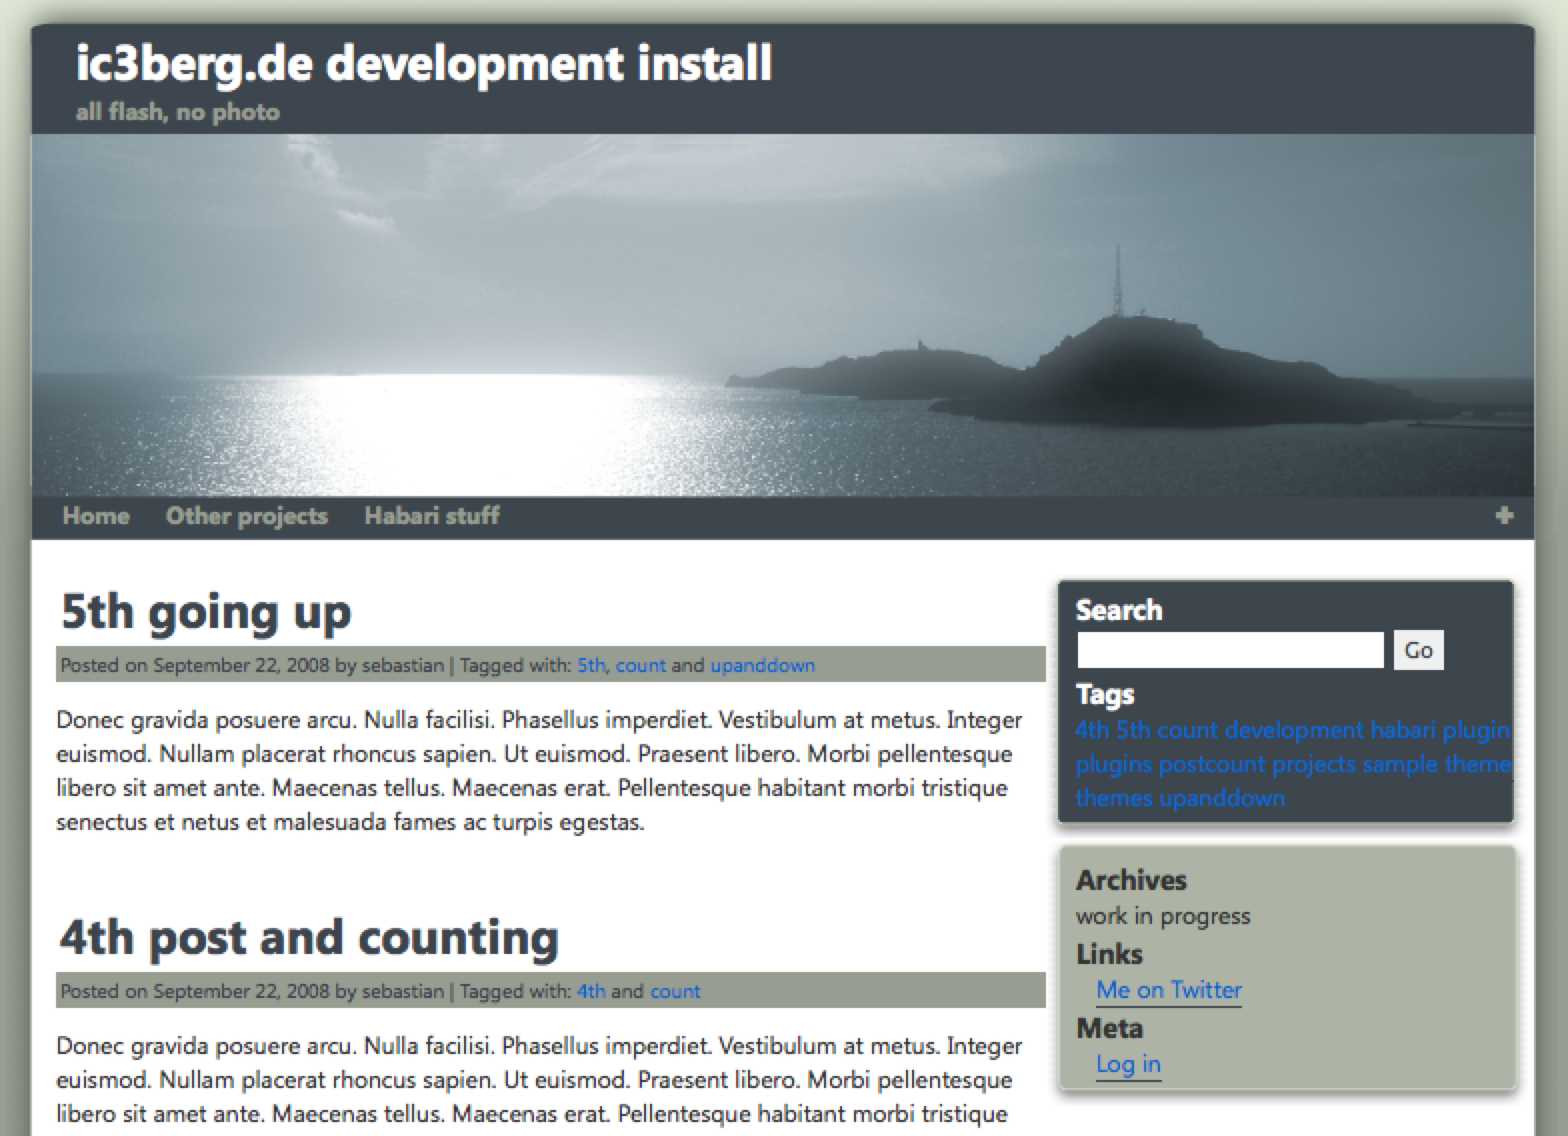 ic3berg.de development install
all flash, no photo
Home Other projects Habari stuff +
5th going up
Posted on September 22, 2008 by sebastian | Tagged with: 5th, count and upanddown
Donec gravida posuere arcu. Nulla facilisi. Phasellus imperdiet. Vestibulum at metus. Integer
euismod. Nullam placerat rhoncus sapien. Ut euismod. Praesent libero. Morbi pellentesque
libero sit amet ante. Maecenas tellus. Maecenas erat. Pellentesque habitant morbi tristique
senectus et netus et malesuada fames ac turpis egestas.
4th post and counting
Posted on September 22, 2008 by sebastian | Tagged with: 4th and count
Donec gravida posuere arcu. Nulla facilisi. Phasellus imperdiet. Vestibulum at metus. Integer
euismod. Nullam placerat rhoncus sapien. Ut euismod. Praesent libero. Morbi pellentesque
libero sit amet ante. Maecenas tellus. Maecenas erat. Pellentesque habitant morbi tristique
Search
Go
Tags
4th 5th count development habari plugin
plugins postcount projects sample theme
themes upanddown
Archives
work in progress
Links
Me on Twitter
Meta
Log in